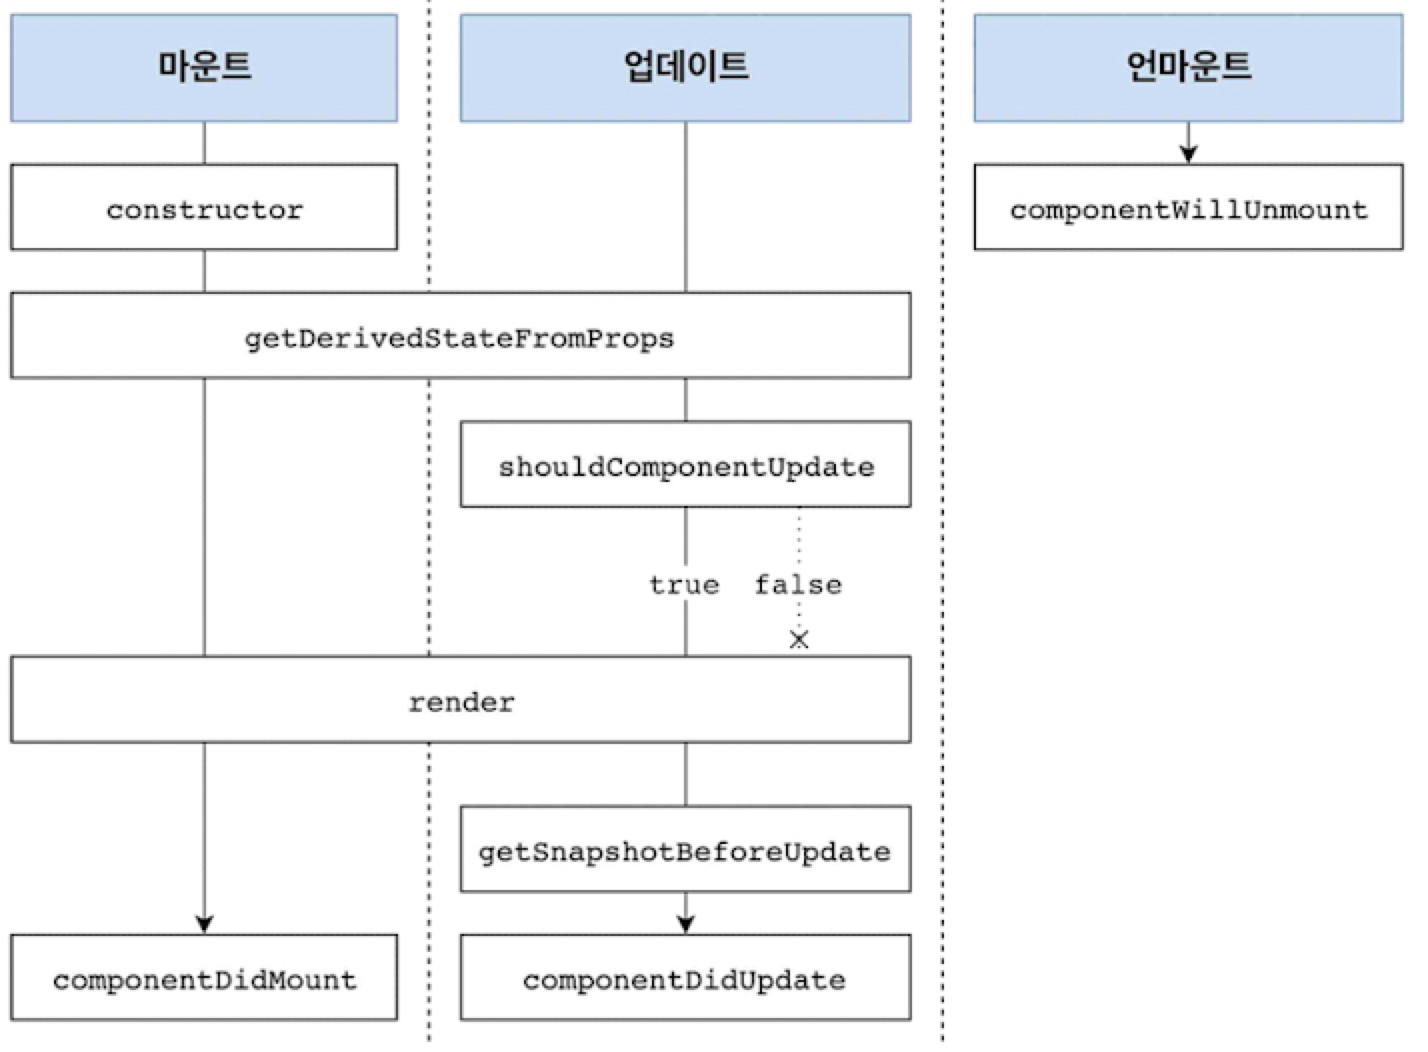 마운트
업데이트
언마운트
constructor
componentWillUnmount
getDerivedStateFromProps
shouldComponentUpdate
true false
render
getSnapshotBeforeUpdate
componentDidMount
componentDidUpdate